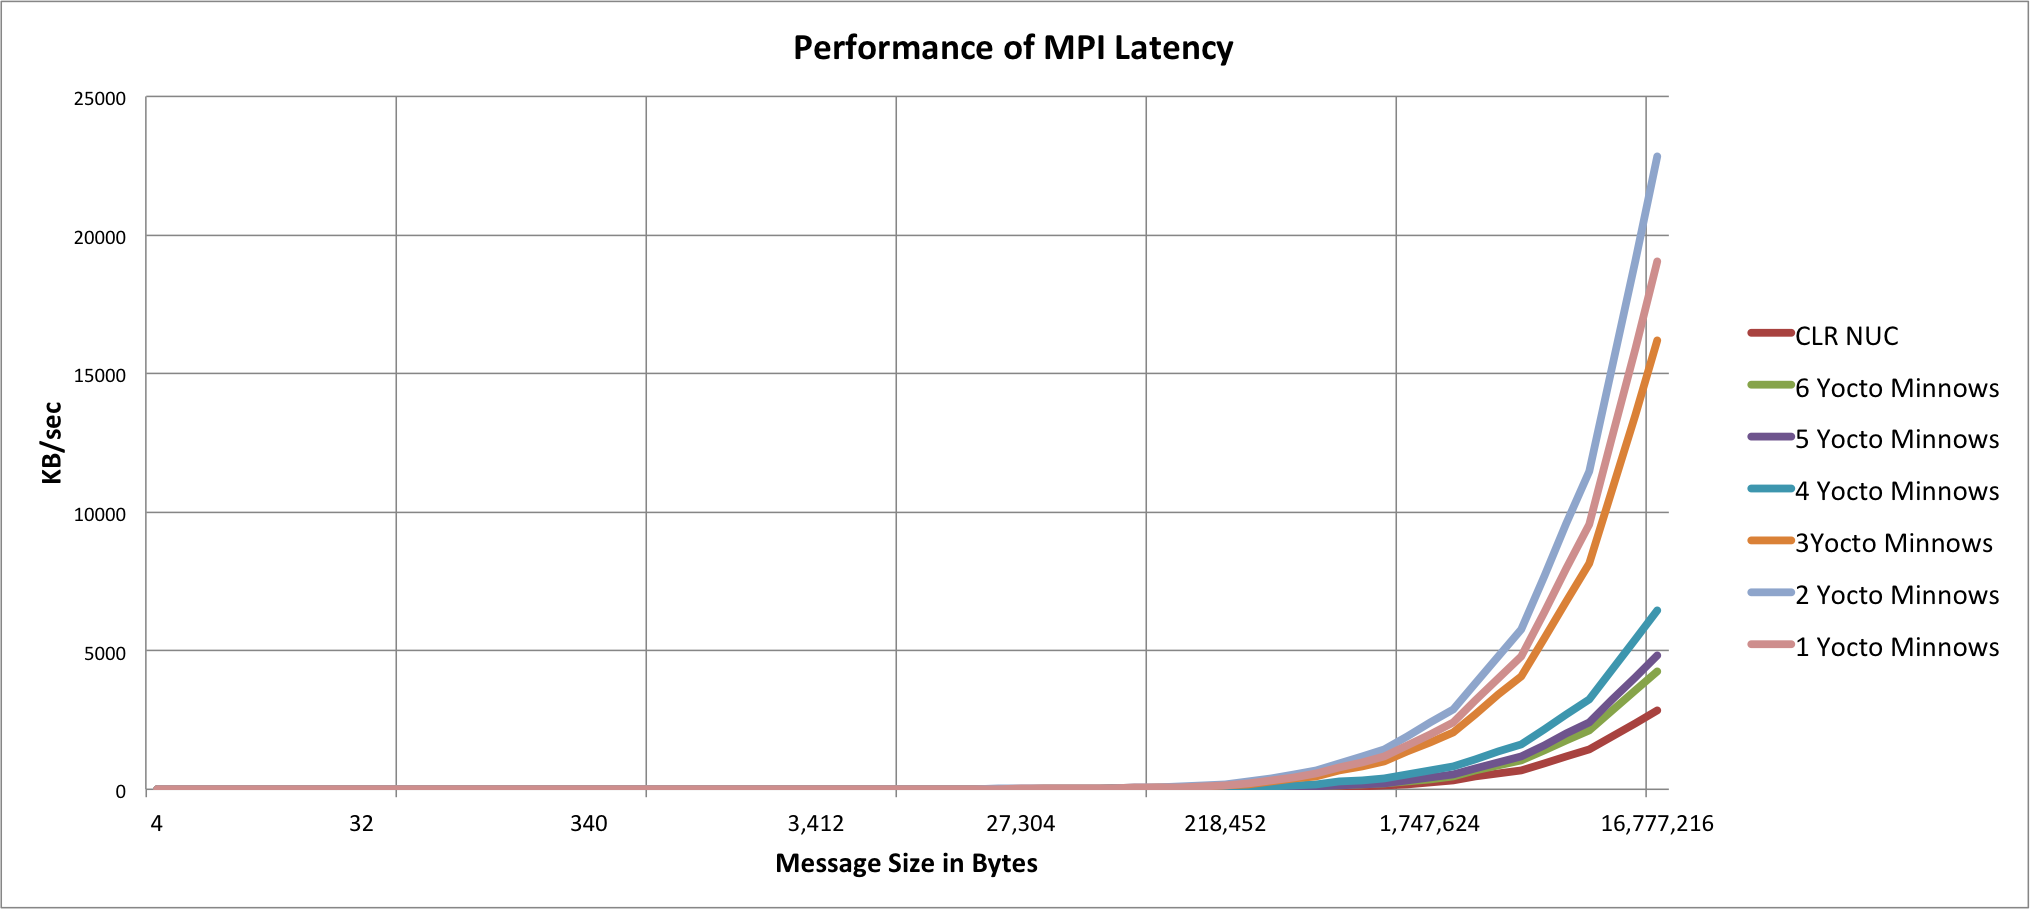 Performance of MPI Latency
25000
20000
15000
10000
5000
0
KB/sec
4 32 340 3,412 27,304 218,452 1,747,624 16,777,216
Message Size in Bytes
CLR NUC
6 Yocto Minnows
5 Yocto Minnows
4 Yocto Minnows
3Yocto Minnows
2 Yocto Minnows
1 Yocto Minnows